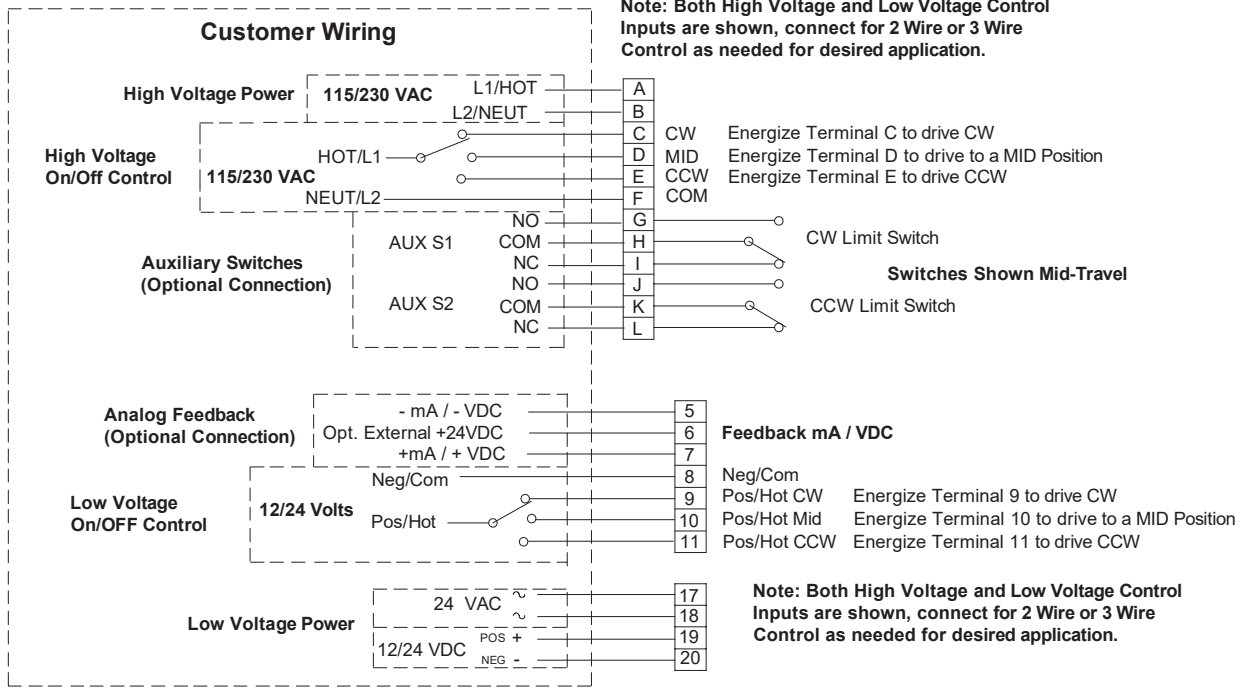 Note: Both High Voltage and Low Voltage Control
Inputs are shown, connect for 2 Wire or 3 Wire
Control as needed for desired application.
Customer Wiring
High Voltage Power
115/230 VAC
L1/HOT
A
L2/NEUT
B
High Voltage
On/Off Control
115/230 VAC
HOT/L1
NEUT/L2
C CW Energize Terminal C to drive CW
D MID Energize Terminal D to drive to a MID Position
E CCW Energize Terminal E to drive CCW
F COM
Auxiliary Switches
(Optional Connection)
AUX S1
NO G
COM H
NC I
CW Limit Switch
Switches Shown Mid-Travel
AUX S2
NO J
COM K
NC L
CCW Limit Switch
Analog Feedback
(Optional Connection)
- mA / - VDC 5
Opt. External +24VDC 6
+mA / + VDC 7
Feedback mA / VDC
Low Voltage
On/OFF Control
12/24 Volts
Neg/Com
Pos/Hot
8 Neg/Com
9 Pos/Hot CW Energize Terminal 9 to drive CW
10 Pos/Hot Mid Energize Terminal 10 to drive to a MID Position
11 Pos/Hot CCW Energize Terminal 11 to drive CCW
Low Voltage Power
24 VAC ~ 17
~ 18
12/24 VDC
POS + 19
NEG - 20
Note: Both High Voltage and Low Voltage Control
Inputs are shown, connect for 2 Wire or 3 Wire
Control as needed for desired application.